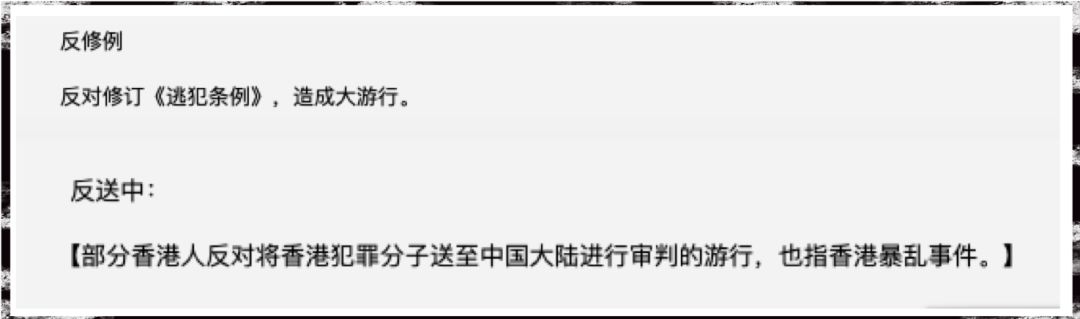 反修例
反对修订《逃犯条例》，造成大游行。
反送中：
【部分香港人反对将香港犯罪分子送至中国大陆进行审判的游行，也指香港暴乱事件。】